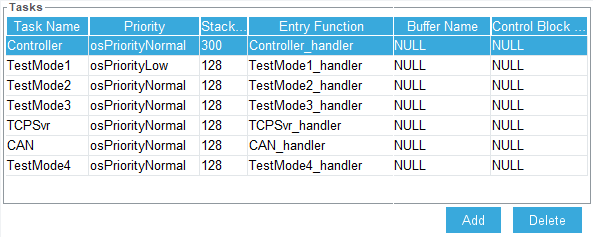 Tasks
Task Name Priority Stack... Entry Function Buffer Name Control Block ...
Controller osPriorityNormal 300 Controller_handler NULL NULL
TestMode1 osPriorityLow 128 TestMode1_handler NULL NULL
TestMode2 osPriorityNormal 128 TestMode2_handler NULL NULL
TestMode3 osPriorityNormal 128 TestMode3_handler NULL NULL
TCPSvr osPriorityNormal 128 TCPSvr_handler NULL NULL
CAN osPriorityNormal 128 CAN_handler NULL NULL
TestMode4 osPriorityNormal 128 TestMode4_handler NULL NULL
Add Delete